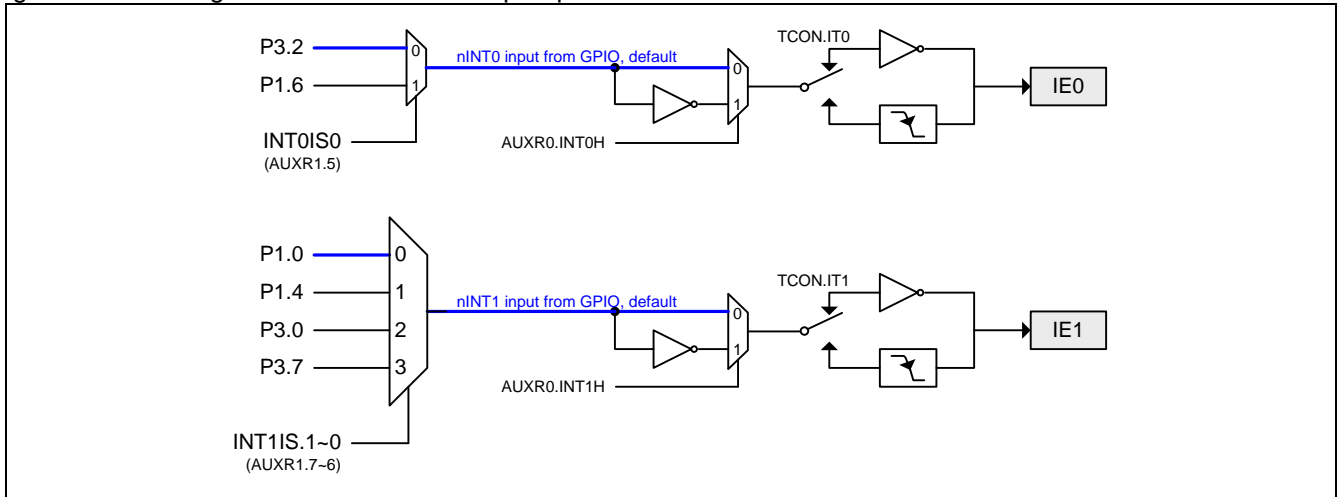 P3.2
P1.6
0
1
INT0IS0
(AUXR1.5)
nINT0 input from GPIO, default
0
1
AUXR0.INT0H
TCON.IT0
IE0
P1.0
P1.4
P3.0
P3.7
0
1
2
3
INT1IS.1~0
(AUXR1.7~6)
nINT1 input from GPIO, default
0
1
AUXR0.INT1H
TCON.IT1
IE1